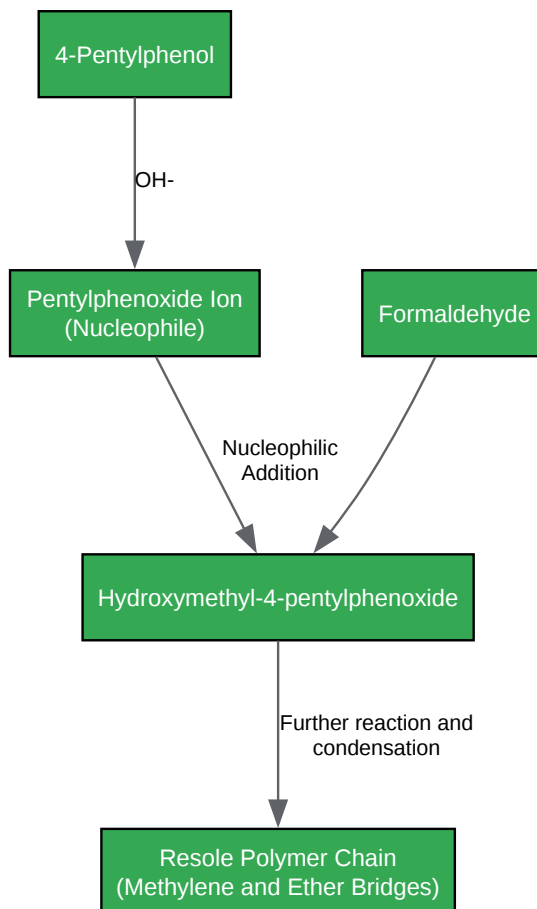 4-Pentylphenol
OH-
Pentylphenoxide Ion
(Nucleophile)
Formaldehyde
Nucleophilic
Addition
Hydroxymethyl-4-pentylphenoxide
Further reaction and
condensation
Resole Polymer Chain
(Methylene and Ether Bridges)